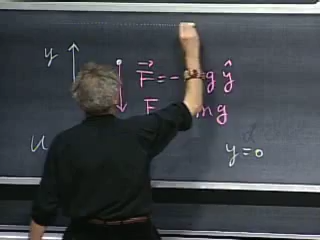 y
F⃗ = − g ŷ
F mg
u
y = 0